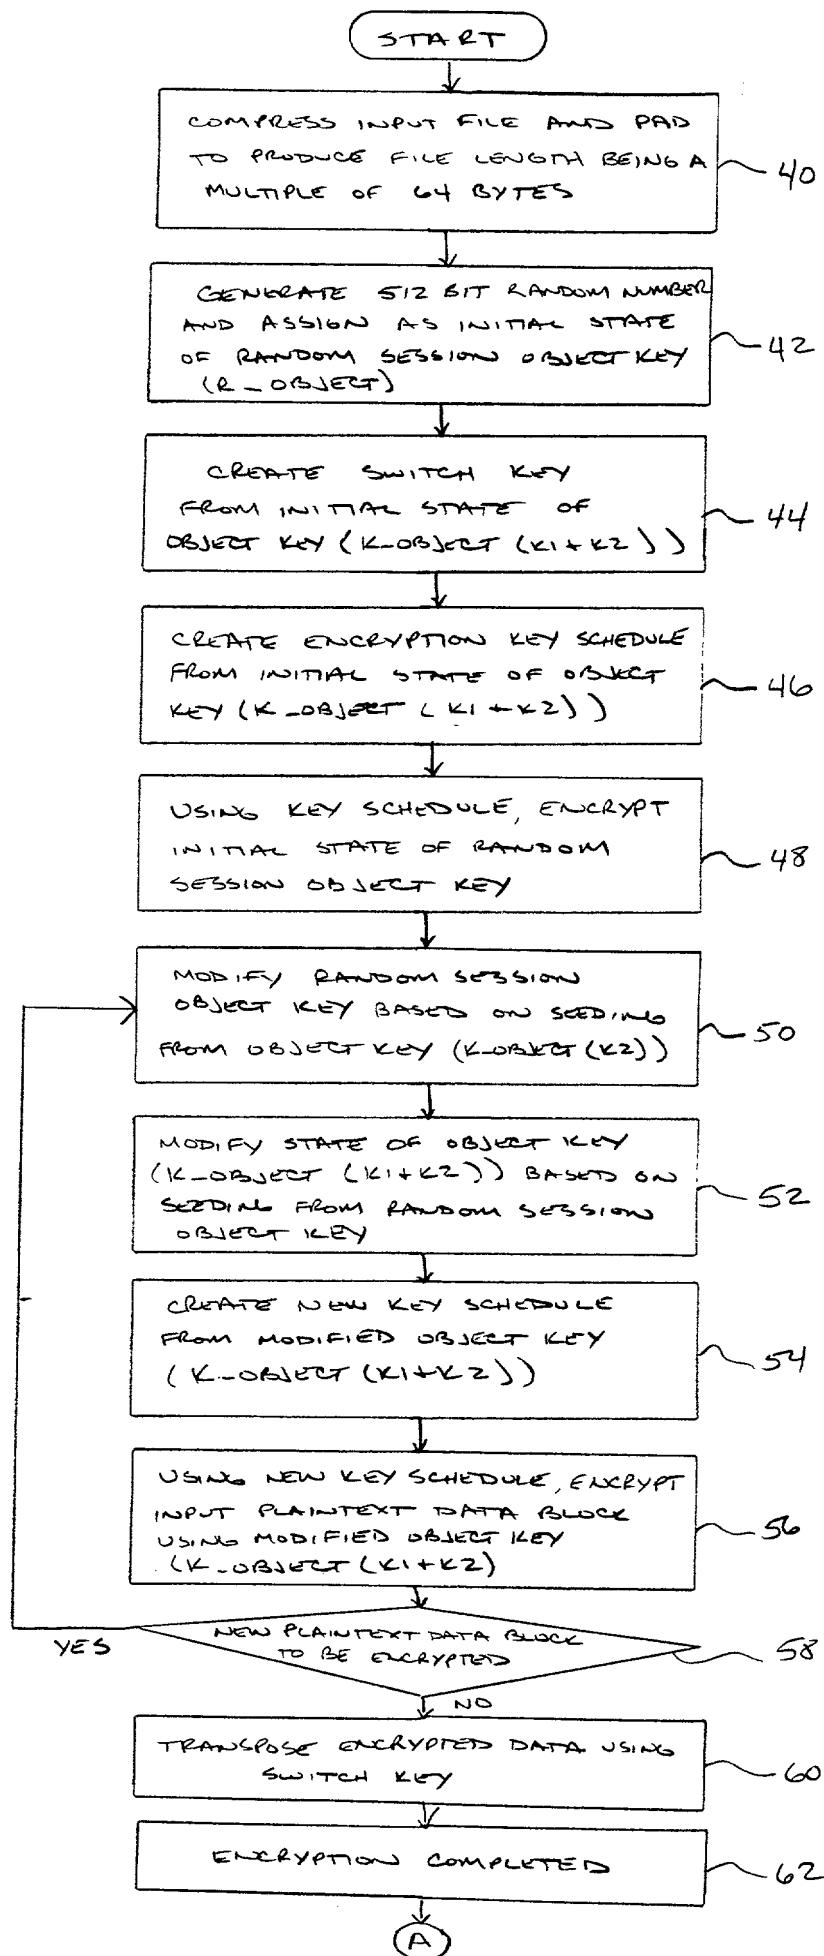 START
COMPRESS INPUT FILE AND PAD
TO PRODUCE FILE LENGTH BEING A
MULTIPLE OF 64 BYTES
40
GENERATE 512 BIT RANDOM NUMBER
AND ASSIGN AS INITIAL STATE
OF RANDOM SESSION OBJECT KEY
(R_OBJECT)
42
CREATE SWITCH KEY
FROM INITIAL STATE OF
OBJECT KEY (K_OBJECT (K1+K2))
44
CREATE ENCRYPTION KEY SCHEDULE
FROM INITIAL STATE OF OBJECT
KEY (K_OBJECT (K1+K2))
46
USING KEY SCHEDULE, ENCRYPT
INITIAL STATE OF RANDOM
SESSION OBJECT KEY
48
MODIFY RANDOM SESSION
OBJECT KEY BASED ON SEEDING
FROM OBJECT KEY (K_OBJECT (K2))
50
MODIFY STATE OF OBJECT KEY
(K_OBJECT (K1+K2)) BASED ON
SEEDING FROM RANDOM SESSION
OBJECT KEY
52
CREATE NEW KEY SCHEDULE
FROM MODIFIED OBJECT KEY
(K_OBJECT (K1+K2))
54
USING NEW KEY SCHEDULE, ENCRYPT
INPUT PLAINTEXT DATA BLOCK
USING MODIFIED OBJECT KEY
(K_OBJECT (K1+K2)
56
NEW PLAINTEXT DATA BLOCK
TO BE ENCRYPTED
58
YES
NO
TRANSPOSE ENCRYPTED DATA USING
SWITCH KEY
60
ENCRYPTION COMPLETED
62
A